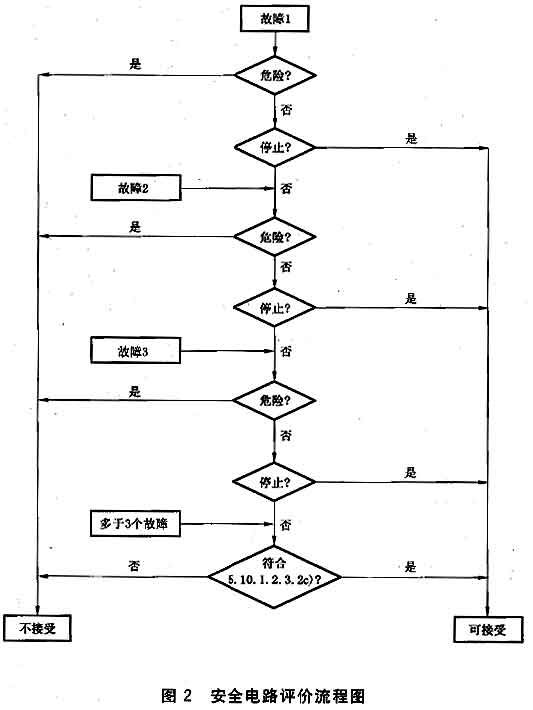 故障1
是
危险?
否
停止?
是
故障2
否
是
危险?
否
停止?
是
故障3
否
是
危险?
否
停止?
是
多于3个故障
否
否
符合
5.10.1.2.3.2c)?
是
不接受
可接受
图 2 安全电路评价流程图